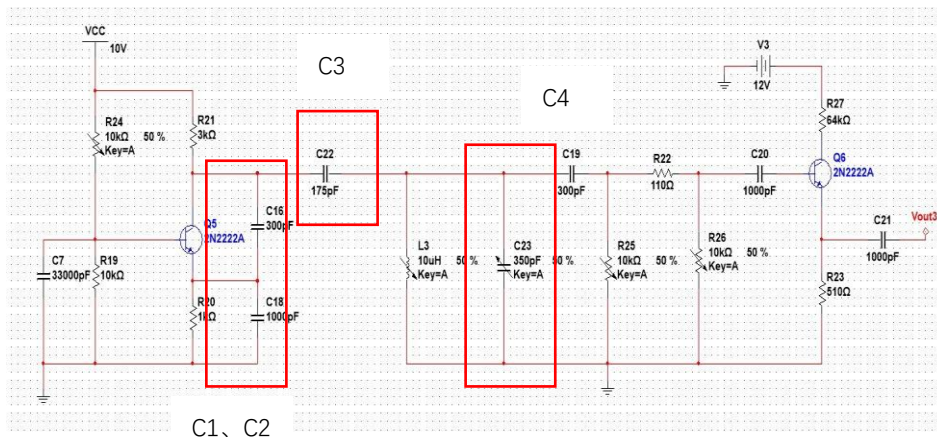 VCC
10V
C3
V3
12V
C4
R24
10kΩ 50 %
Key=A
R21
3kΩ
R27
64kΩ
C22
175pF
C19
300pF
R22
110Ω
C20
1000pF
Q6
2N2222A
Q5
2N2222A
C16
300pF
Vout3
C21
1000pF
L3
10uH 50 %
Key=A
C23
350pF 50 %
Key=A
R25
10kΩ 50 %
Key=A
R26
10kΩ 50 %
Key=A
C7
33000pF
R19
10kΩ
R20
1kΩ
C18
1000pF
R23
510Ω
C1、C2